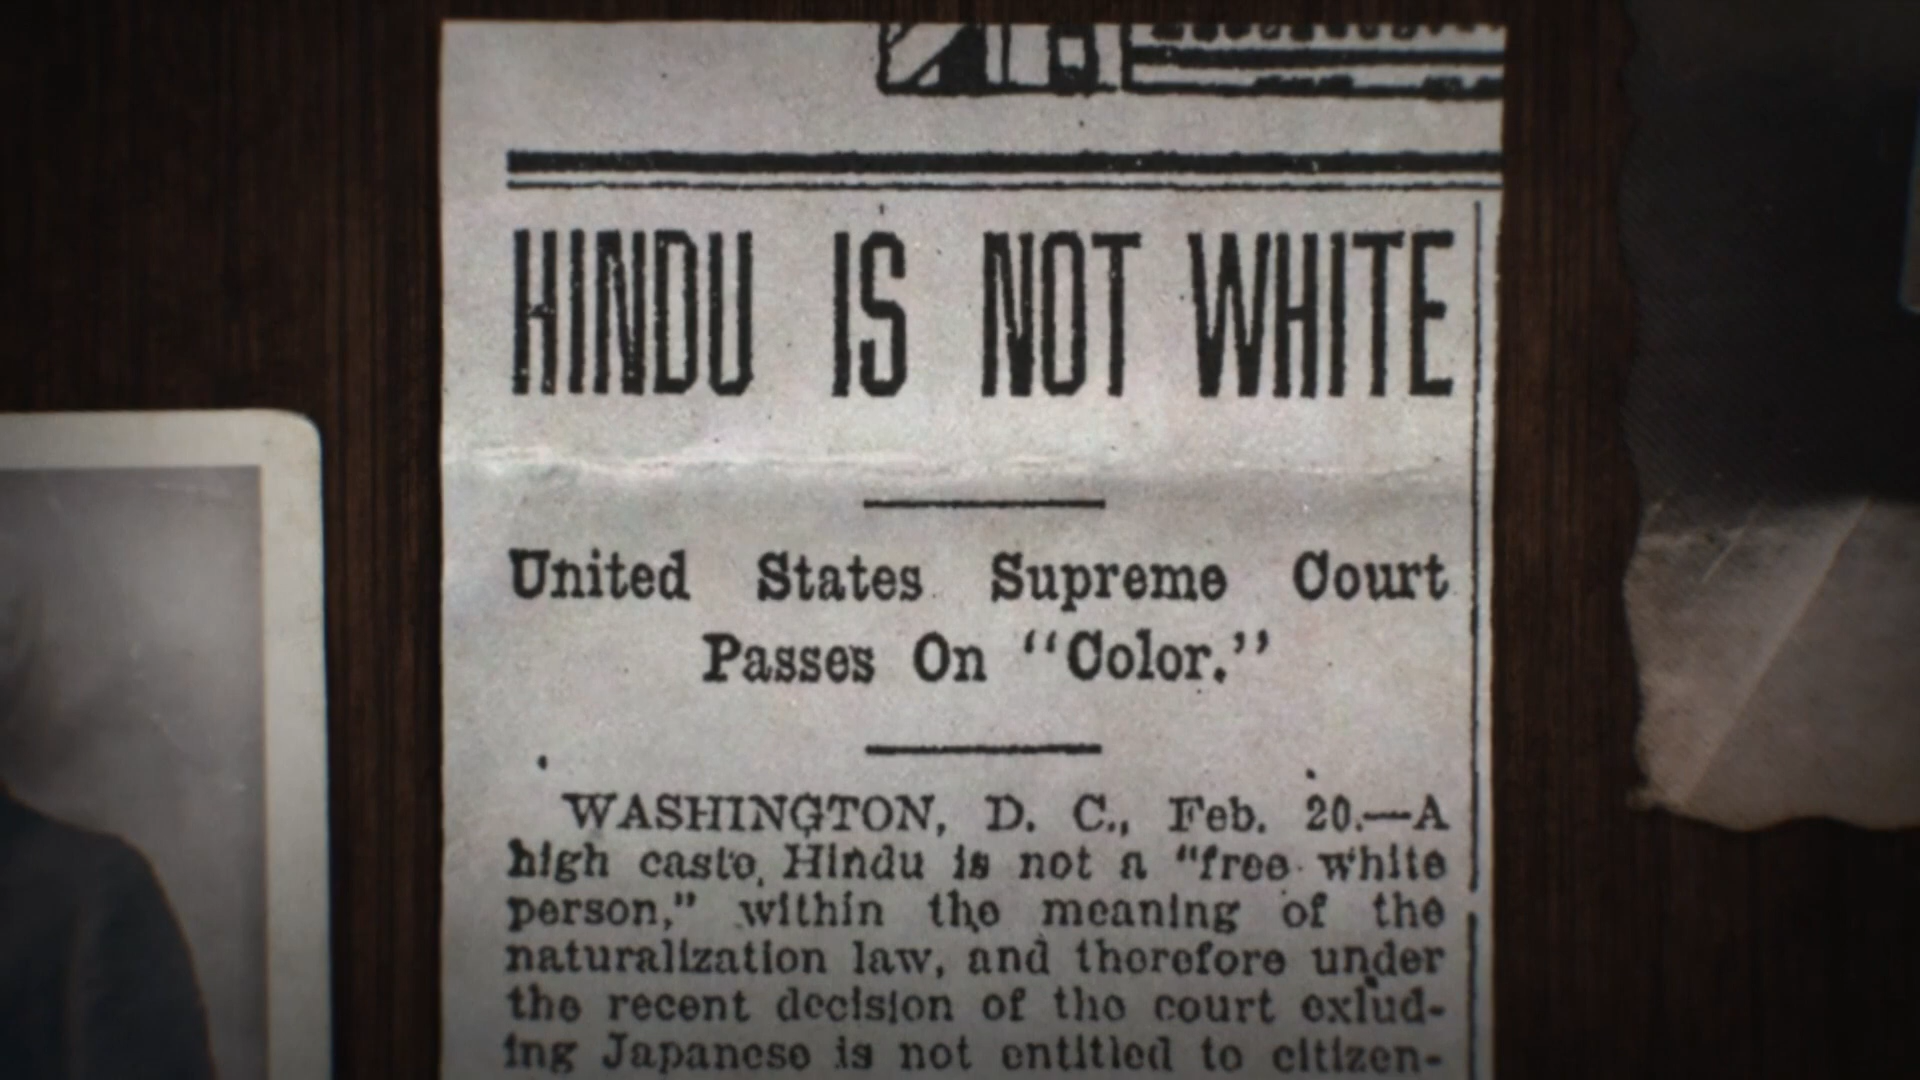 HINDU IS NOT WHITE
United States Supreme Court
Passes On “Color.”
WASHINGTON, D. C., Feb. 20.—A
high caste Hindu is not a “free white
person,” within the meaning of the
naturalization law, and therefore under
the recent decision of the court exlud-
ing Japanese is not entitled to citizen-